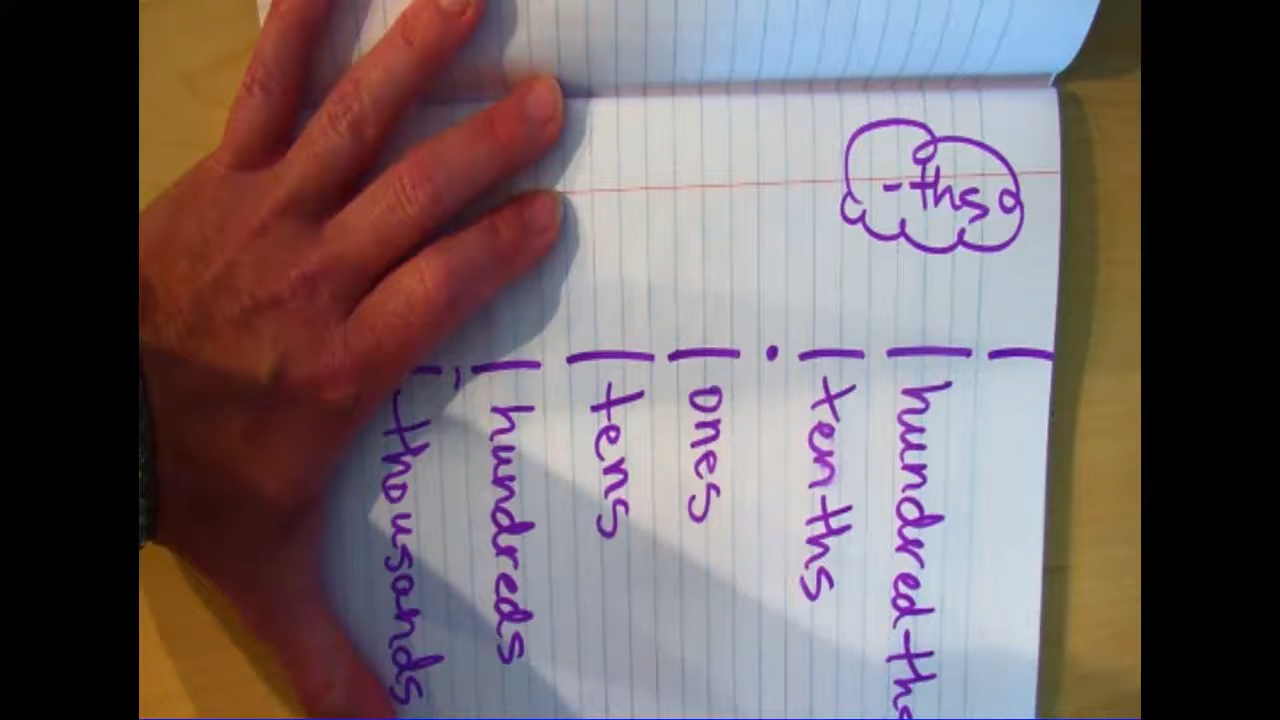 -ths
thousands
hundreds
tens
ones
.
tenths
hundred-ths